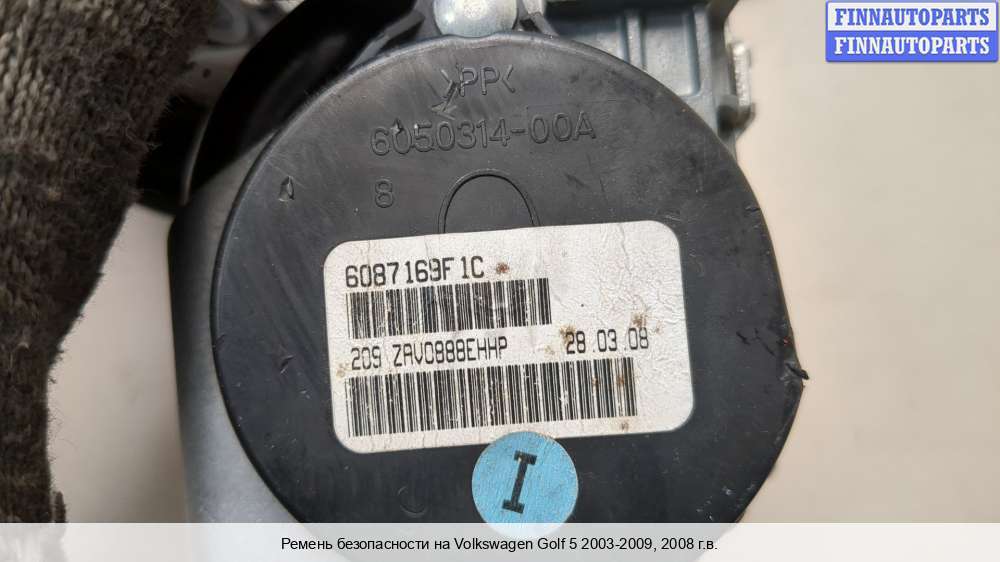 FINNAUTOPARTS
FINNAUTOPARTS
>PP<
6050314-00A
8
6087169F1C
209 ZAV0888EHHP 28.03.08
I
Ремень безопасности на Volkswagen Golf 5 2003-2009, 2008 г.в.